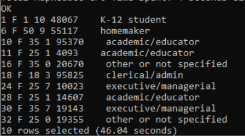 OK
1 F 1 10 48067 K-12 student
6 F 50 9 55117 homemaker
10 F 35 1 95370 academic/educator
11 F 25 1 4093 academic/educator
16 F 35 0 20670 other or not specified
18 F 18 3 95825 clerical/admin
24 F 25 7 10023 executive/managerial
28 F 25 1 14607 academic/educator
30 F 35 7 19143 executive/managerial
32 F 25 0 19355 other or not specified
10 rows selected (46.04 seconds)